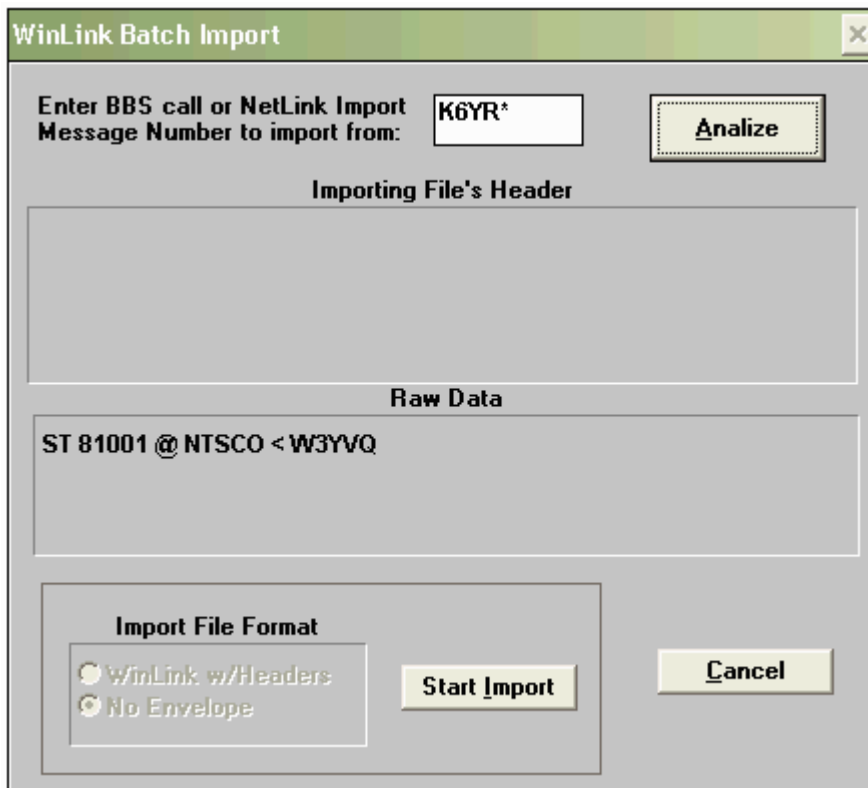 WinLink Batch Import
Enter BBS call or NetLink Import
Message Number to import from:
K6YR*
Analize
Importing File's Header
Raw Data
ST 81001 @ NTSCO < W3YVQ
Import File Format
WinLink w/Headers
No Envelope
Start Import
Cancel